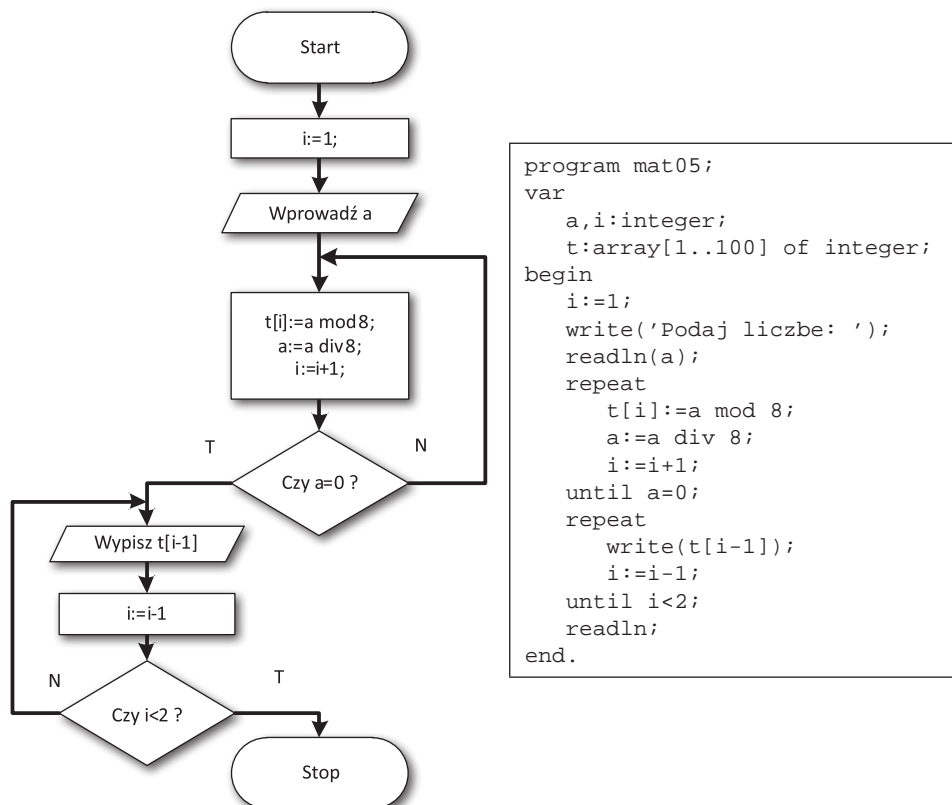 Start
i:=1;
Wprowadź a
t[i]:=a mod 8;
a:=a div 8;
i:=i+1;
T
N
Czy a=0 ?
Wypisz t[i-1]
i:=i-1
N
T
Czy i<2 ?
Stop
program mat05;
var
a,i:integer;
t:array[1..100] of integer;
begin
i:=1;
write('Podaj liczbe: ');
readln(a);
repeat
t[i]:=a mod 8;
a:=a div 8;
i:=i+1;
until a=0;
repeat
write(t[i-1]);
i:=i-1;
until i<2;
readln;
end.